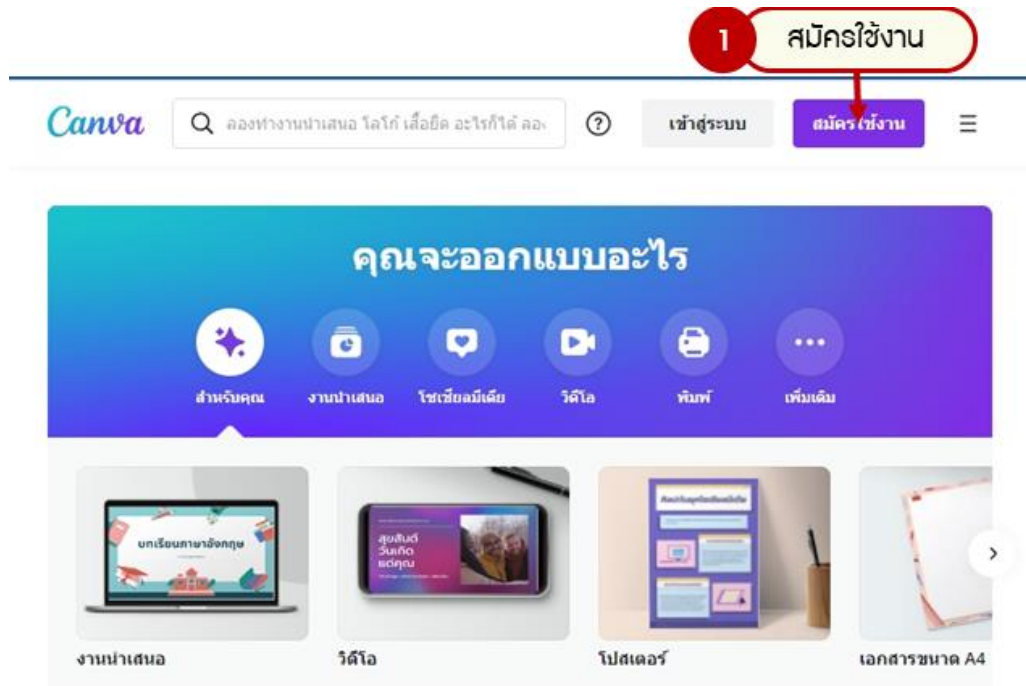 1 สมัครใช้งาน
Canva
ลองทำงานนำเสนอ โลโก้ เสื้อยืด อะไรก็ได้ ลอง
?
เข้าสู่ระบบ
สมัครใช้งาน
คุณจะออกแบบอะไร
สำหรับคุณ
งานนำเสนอ
โซเชียลมีเดีย
วิดีโอ
พิมพ์
เพิ่มเติม
บทเรียนภาษาอังกฤษ
สุขสันต์
วันเกิด
แด่คุณ
งานนำเสนอ
วิดีโอ
โปสเตอร์
เอกสารขนาด A4